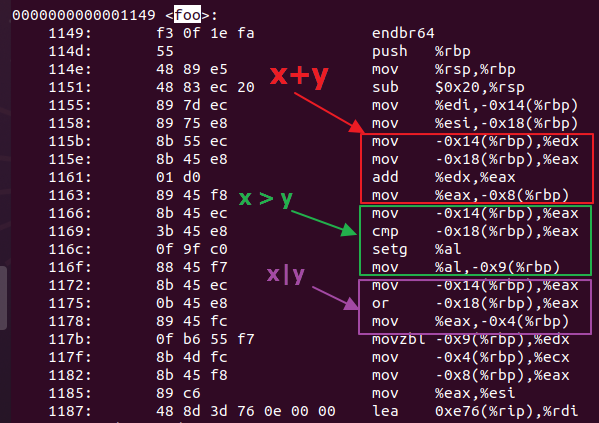 0000000000001149 <foo>:
1149: f3 0f 1e fa endbr64
114d: 55 push %rbp
114e: 48 89 e5 mov %rsp,%rbp
1151: 48 83 ec 20 sub $0x20,%rsp
1155: 89 7d ec mov %edi,-0x14(%rbp)
1158: 89 75 e8 mov %esi,-0x18(%rbp)
x+y
115b: 8b 55 ec mov -0x14(%rbp),%edx
115e: 8b 45 e8 mov -0x18(%rbp),%eax
1161: 01 d0 add %edx,%eax
1163: 89 45 f8 mov %eax,-0x8(%rbp)
x > y
1166: 8b 45 ec mov -0x14(%rbp),%eax
1169: 3b 45 e8 cmp -0x18(%rbp),%eax
116c: 0f 9f c0 setg %al
116f: 88 45 f7 mov %al,-0x9(%rbp)
x|y
1172: 8b 45 ec mov -0x14(%rbp),%eax
1175: 0b 45 e8 or -0x18(%rbp),%eax
1178: 89 45 fc mov %eax,-0x4(%rbp)
117b: 0f b6 55 f7 movzbl -0x9(%rbp),%edx
117f: 8b 4d fc mov -0x4(%rbp),%ecx
1182: 8b 45 f8 mov -0x8(%rbp),%eax
1185: 89 c6 mov %eax,%esi
1187: 48 8d 3d 76 0e 00 00 lea 0xe76(%rip),%rdi